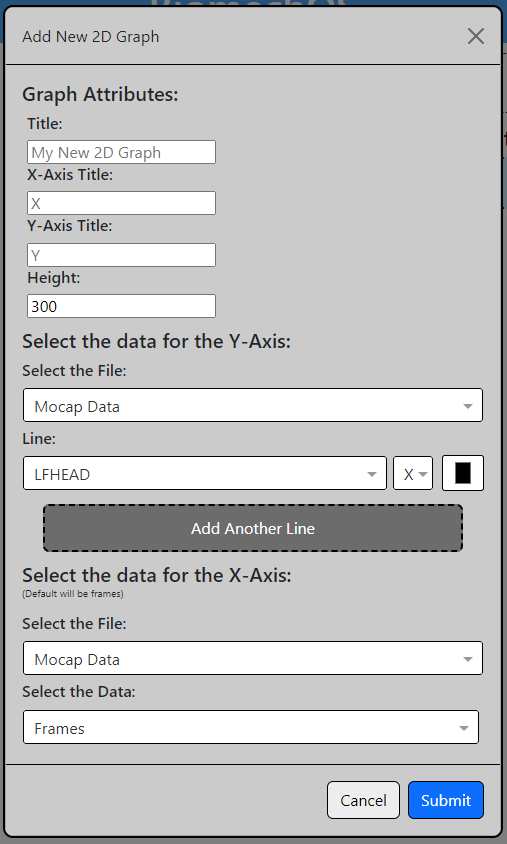 Add New 2D Graph
Graph Attributes:
Title:
My New 2D Graph
X-Axis Title:
X
Y-Axis Title:
Y
Height:
300
Select the data for the Y-Axis:
Select the File:
Mocap Data
Line:
LFHEAD X
Add Another Line
Select the data for the X-Axis:
(Default will be frames)
Select the File:
Mocap Data
Select the Data:
Frames
Cancel Submit